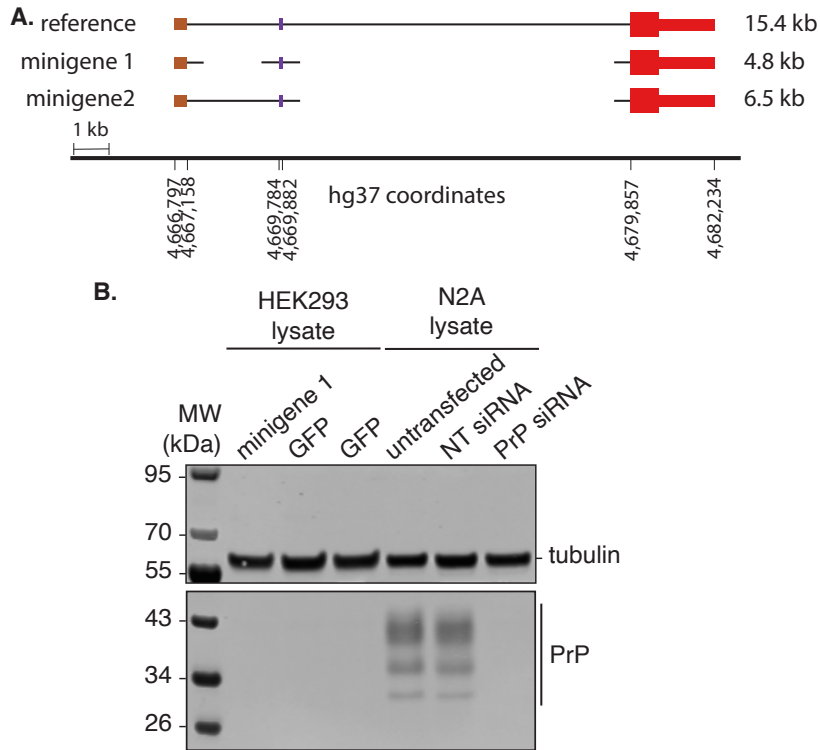 A.
reference 15.4 kb
minigene 1 4.8 kb
minigene2 6.5 kb
1 kb
hg37 coordinates
4,666,797
4,667,158
4,669,784
4,669,882
4,679,857
4,682,234
B.
HEK293
lysate
N2A
lysate
MW
(kDa)
minigene 1
GFP
GFP
untransfected
NT siRNA
PrP siRNA
95
70
55
tubulin
43
34
26
PrP